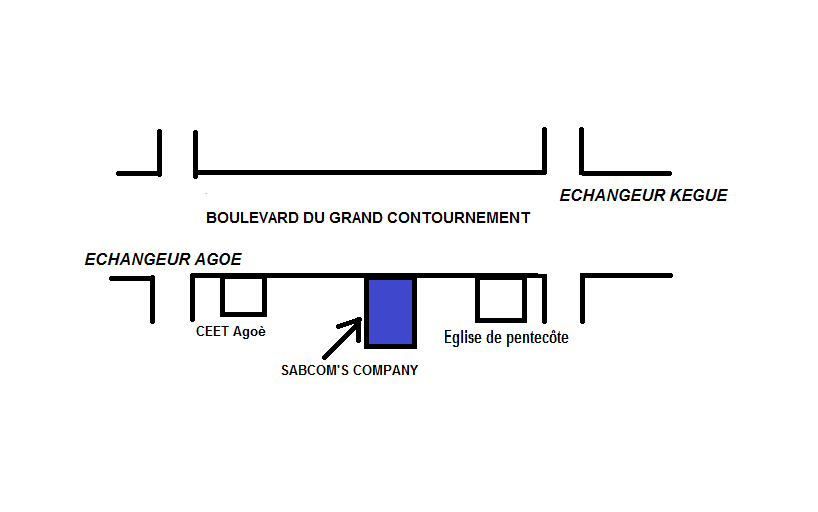 ECHANGEUR KEGUE
BOULEVARD DU GRAND CONTOURNEMENT
ECHANGEUR AGOE
CEET Agoè
Eglise de pentecôte
SABCOM'S COMPANY